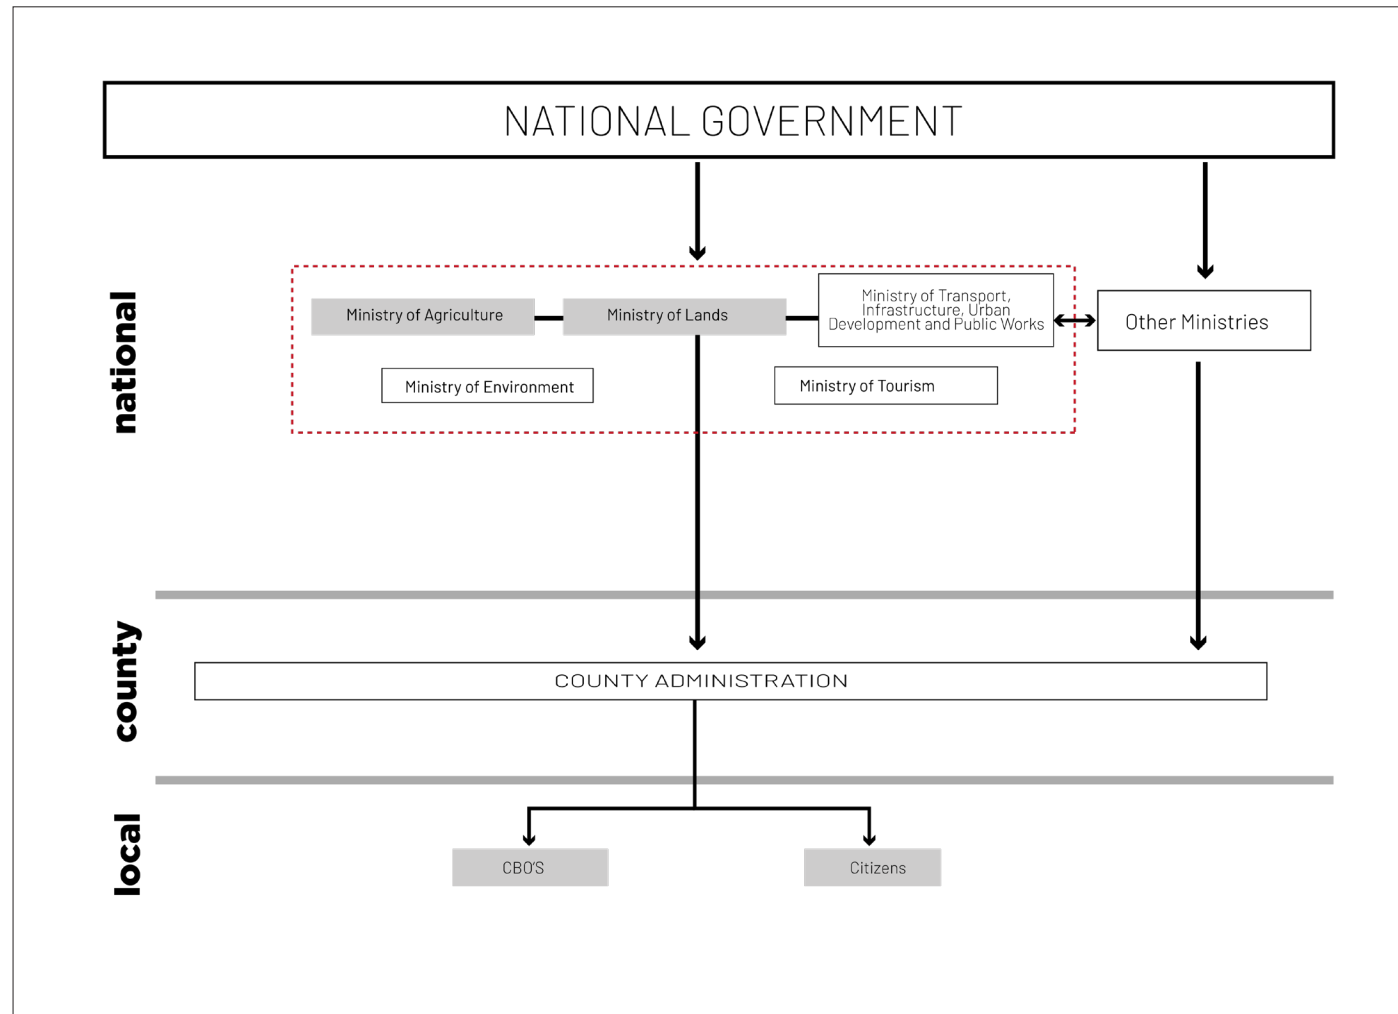 NATIONAL GOVERNMENT
national
Ministry of Agriculture
Ministry of Lands
Ministry of Transport,
Infrastructure, Urban
Development and Public Works
Other Ministries
Ministry of Environment
Ministry of Tourism
county
COUNTY ADMINISTRATION
local
CBO'S
Citizens